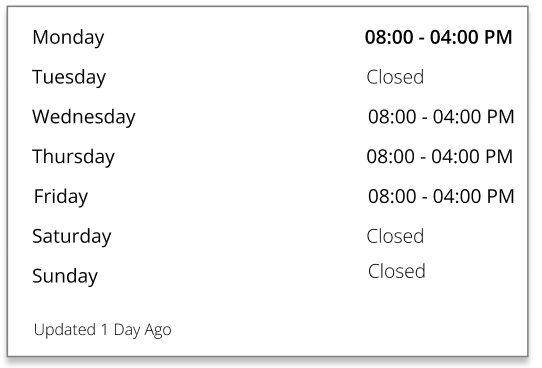 Monday 08:00 - 04:00 PM
Tuesday Closed
Wednesday 08:00 - 04:00 PM
Thursday 08:00 - 04:00 PM
Friday 08:00 - 04:00 PM
Saturday Closed
Sunday Closed
Updated 1 Day Ago